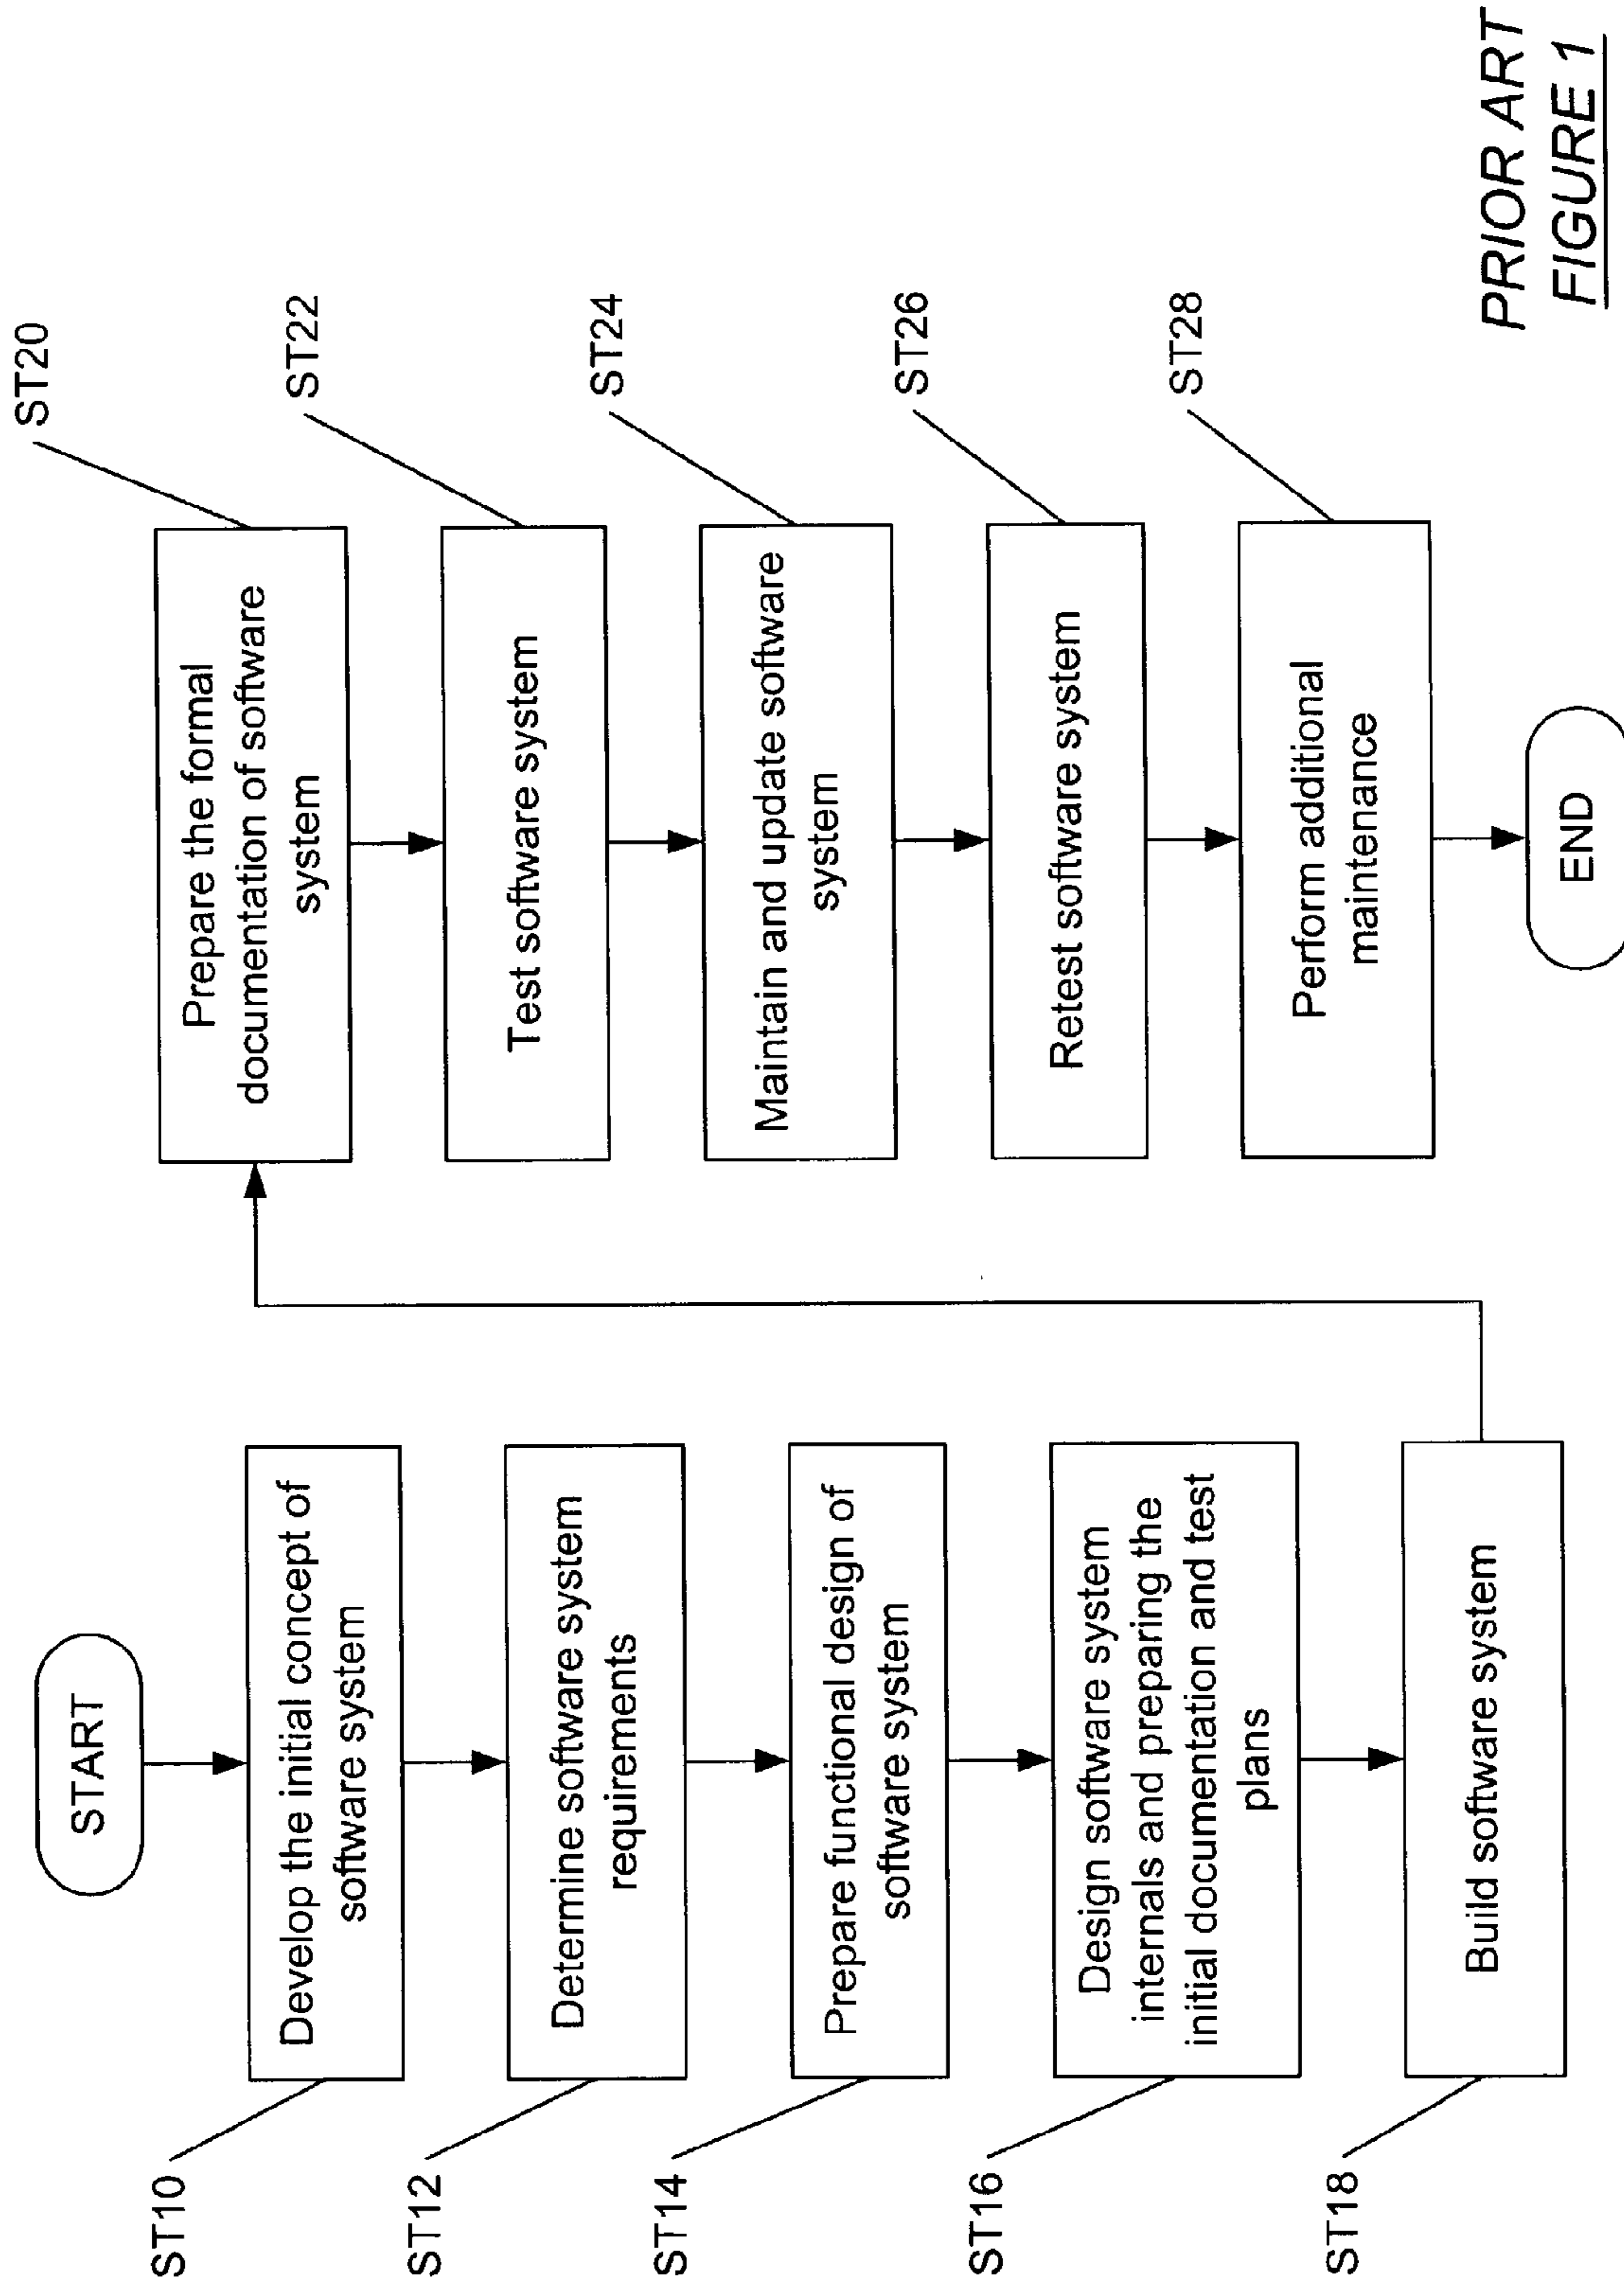 START
ST10
Develop the initial concept of
software system
ST12
Determine software system
requirements
ST14
Prepare functional design of
software system
ST16
Design software system
internals and preparing the
initial documentation and test
plans
ST18
Build software system
ST20
Prepare the formal
documentation of software
system
ST22
Test software system
ST24
Maintain and update software
system
ST26
Retest software system
ST28
Perform additional
maintenance
END
PRIOR ART
FIGURE 1